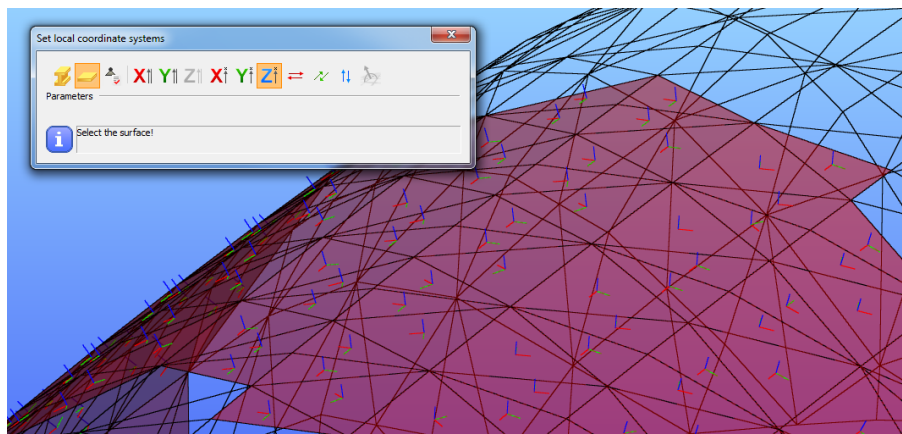 Set local coordinate systems
X Y Z X Y Z
Parameters
Select the surface!